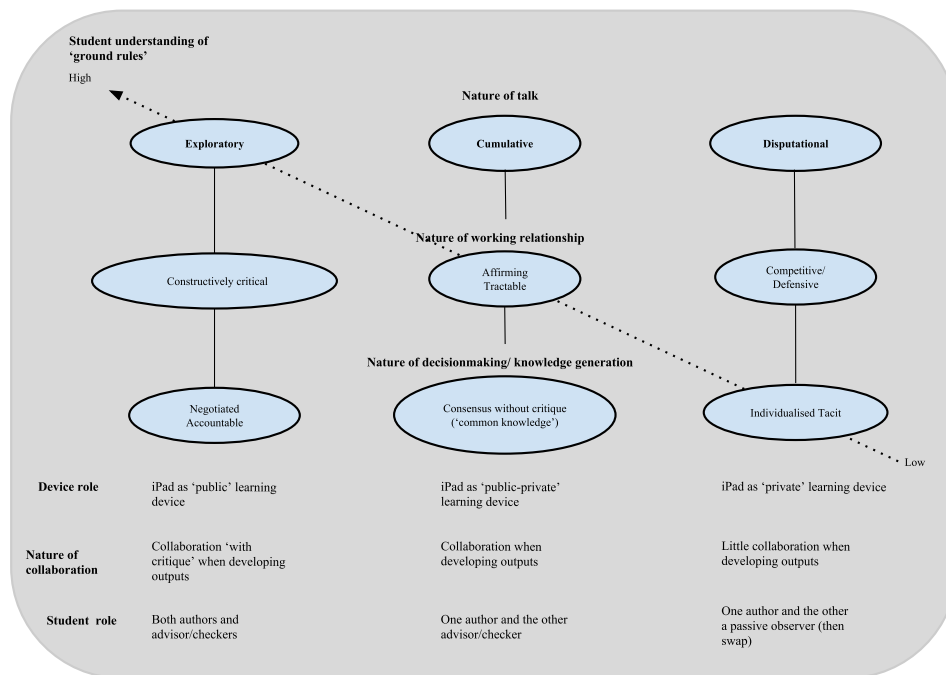 Student understanding of
‘ground rules’
High
Nature of talk
Exploratory
Cumulative
Disputational
Nature of working relationship
Constructively critical
Affirming
Tractable
Competitive/
Defensive
Nature of decisionmaking/ knowledge generation
Negotiated
Accountable
Consensus without critique
(‘common knowledge’)
Individualised Tacit
Low
Device role
iPad as ‘public’ learning
device
iPad as ‘public-private’
learning device
iPad as ‘private’ learning device
Nature of
collaboration
Collaboration ‘with
critique’ when developing
outputs
Collaboration when
developing outputs
Little collaboration when
developing outputs
Student role
Both authors and
advisor/checkers
One author and the other
advisor/checker
One author and the other
a passive observer (then
swap)